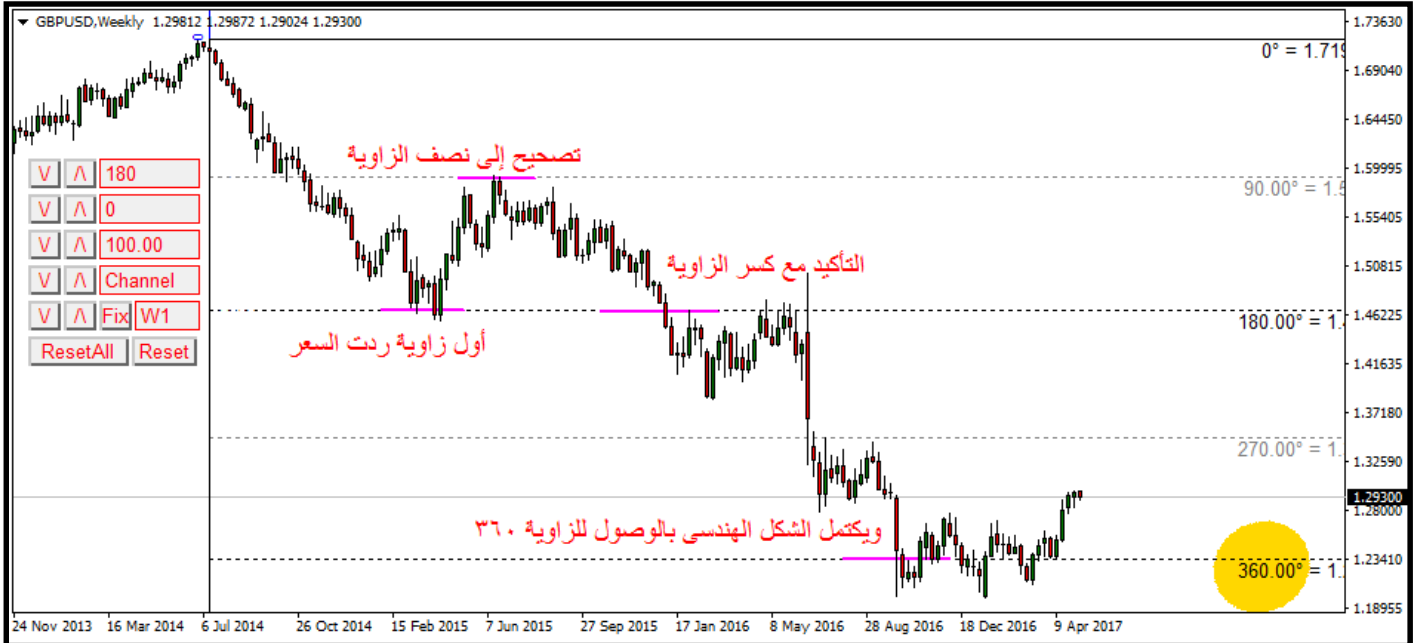 GBPUSD,Weekly 1.29812 1.29872 1.29024 1.29300
1.73630
0° = 1.719
1.69040
1.64450
تصحيح إلى نصف الزاوية
1.59995
V /\ 180
90.00° = 1.5
V /\ 0
1.55405
V /\ 100.00
التأكيد مع كسر الزاوية
1.50815
V /\ Channel
V /\ Fix W1
1.46225
180.00° = 1.4
أول زاوية ردت السعر
ResetAll Reset
1.41635
1.37180
270.00° = 1.
1.32590
1.29300
1.28000
ويكتمل الشكل الهندسي بالوصول للزاوية ٣٦٠
1.23410
360.00° = 1.
1.18955
24 Nov 2013 16 Mar 2014 6 Jul 2014 26 Oct 2014 15 Feb 2015 7 Jun 2015 27 Sep 2015 17 Jan 2016 8 May 2016 28 Aug 2016 18 Dec 2016 9 Apr 2017